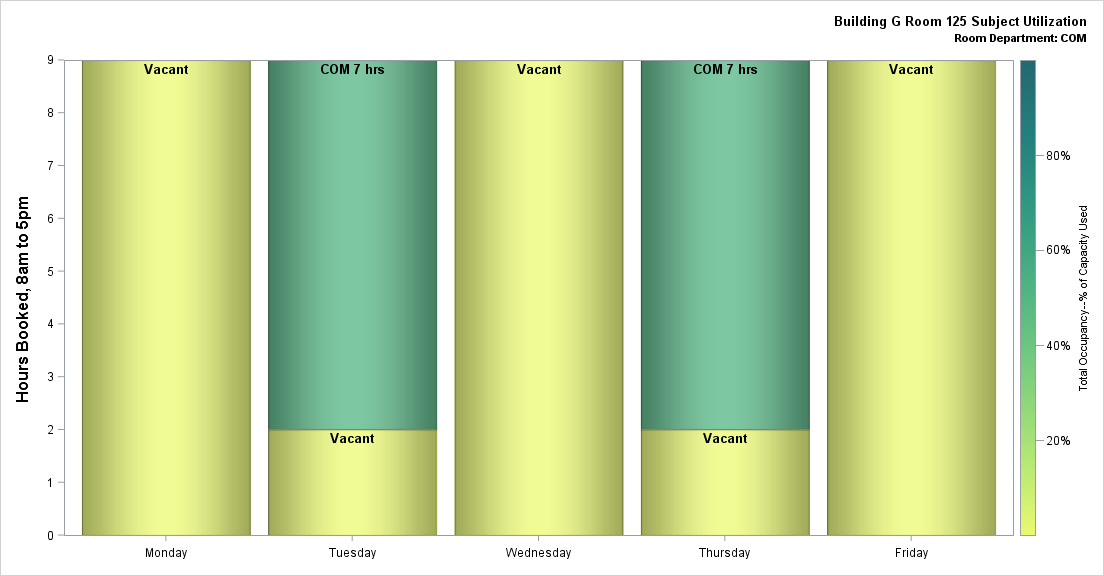 Building G Room 125 Subject Utilization
Room Department: COM
Hours Booked, 8am to 5pm
9
8
7
6
5
4
3
2
1
0
Vacant
COM 7 hrs
Vacant
COM 7 hrs
Vacant
Vacant
Vacant
Monday
Tuesday
Wednesday
Thursday
Friday
80%
60%
40%
20%
Total Occupancy--% of Capacity Used